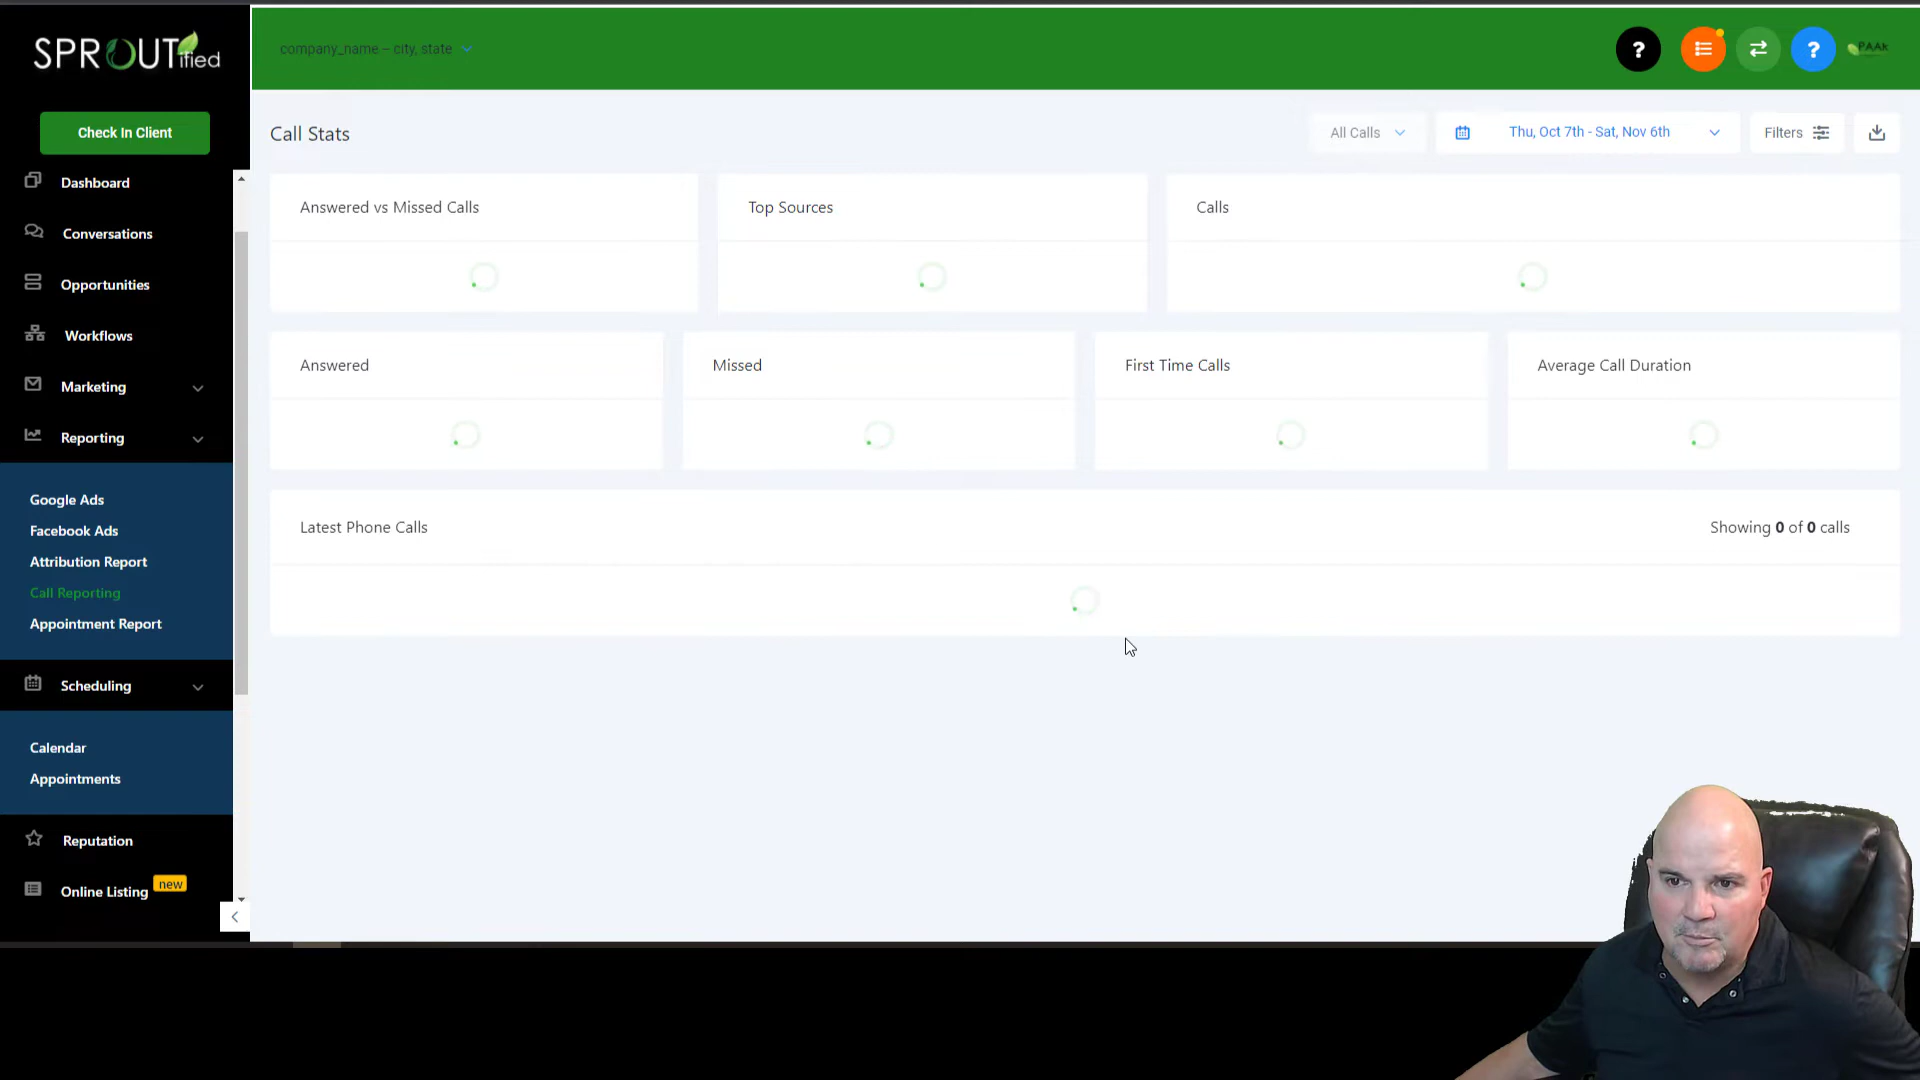 SPROUTified
company_name – city, state
? ? PAAk
Check In Client
Dashboard
Conversations
Opportunities
Workflows
Marketing
Reporting
Google Ads
Facebook Ads
Attribution Report
Call Reporting
Appointment Report
Scheduling
Calendar
Appointments
Reputation
Online Listing new
Call Stats
All Calls
Thu, Oct 7th - Sat, Nov 6th
Filters
Answered vs Missed Calls
Top Sources
Calls
Answered
Missed
First Time Calls
Average Call Duration
Latest Phone Calls
Showing 0 of 0 calls